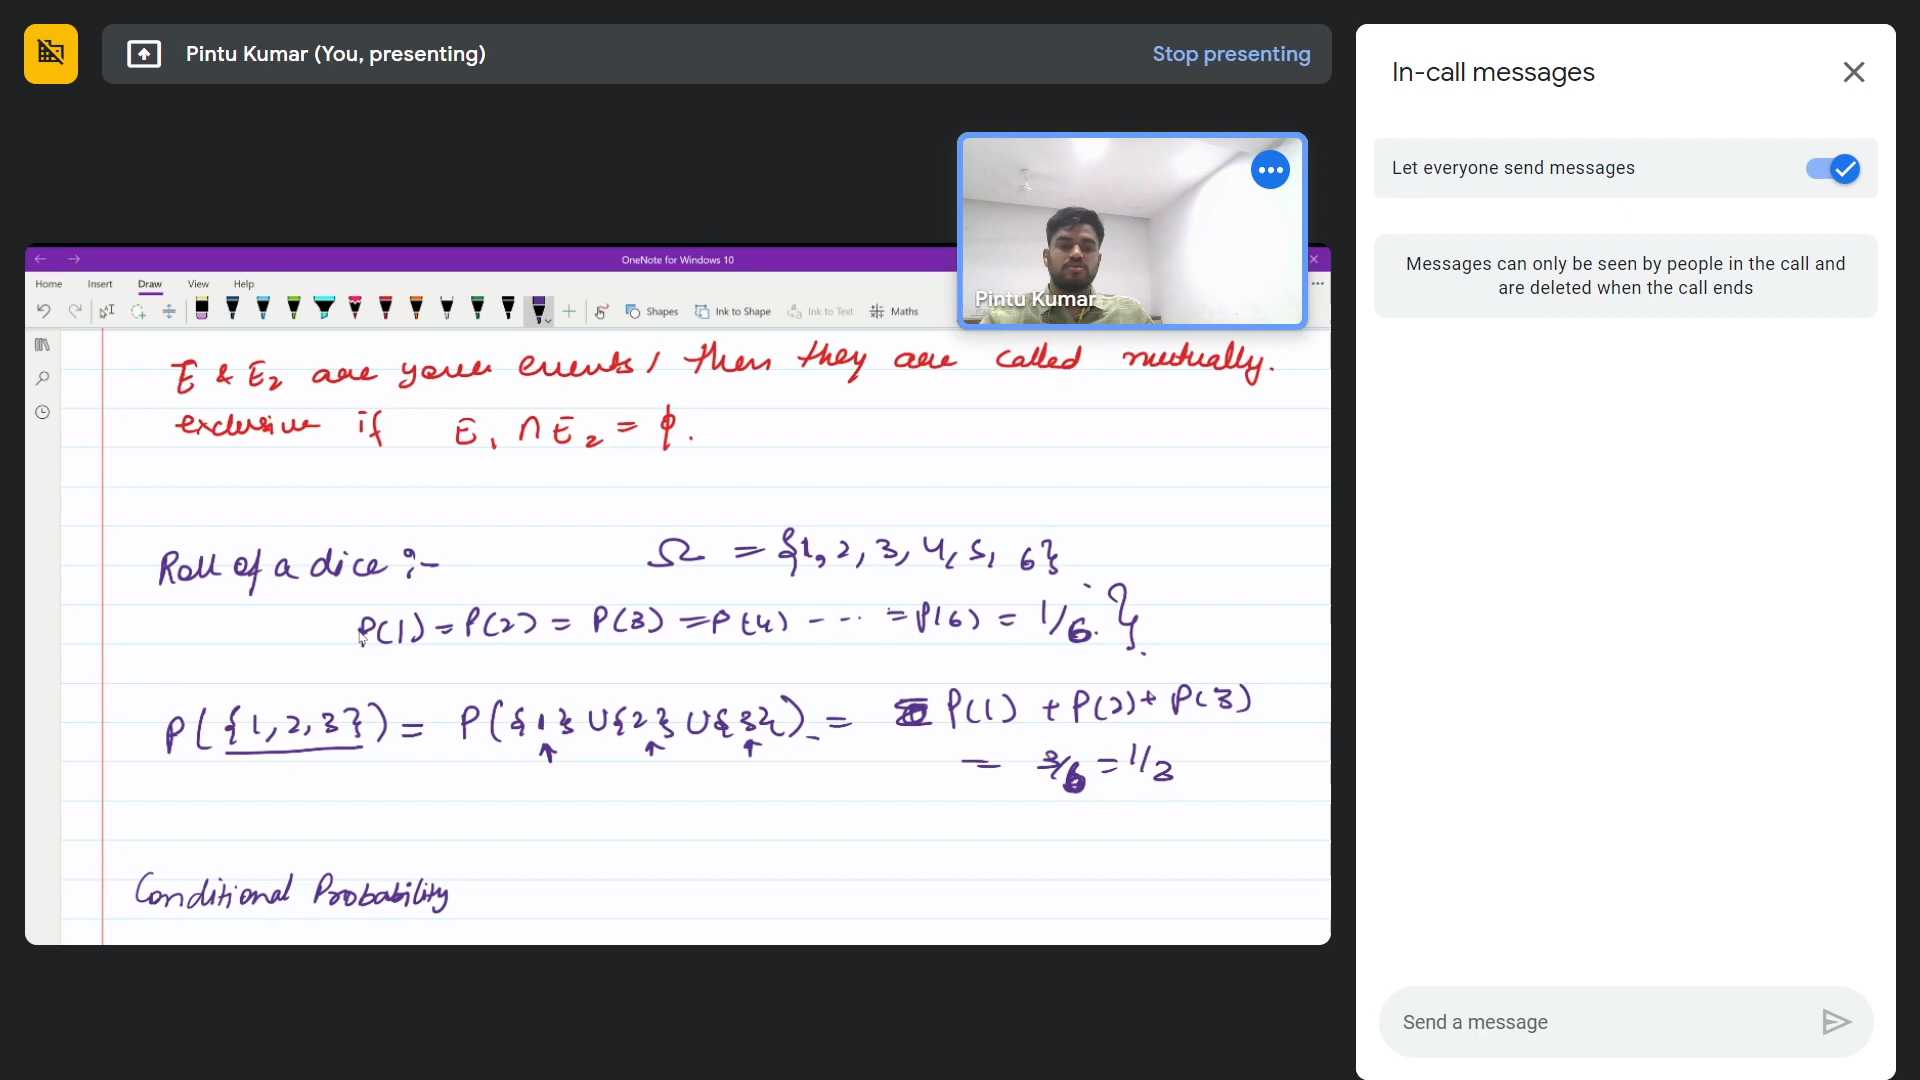 Pintu Kumar (You, presenting)
Stop presenting
In-call messages
Let everyone send messages
Messages can only be seen by people in the call and
are deleted when the call ends
Pintu Kumar
OneNote for Windows 10
Home Insert Draw View Help
Shapes Ink to Shape Ink to Text Maths
E & E₂ are given events, then they are called mutually.
exclusive if E₁ ∩ E₂ = ϕ.
Roll of a dice :- Ω = {1, 2, 3, 4, 5, 6}
P(1) = P(2) = P(3) = P(4) - - ... = P(6) = 1/6. }.
P({1, 2, 3}) = P({1} ∪ {2} ∪ {3}) = P(1) + P(2) + P(3)
= 3/6 = 1/2
Conditional Probability
Send a message